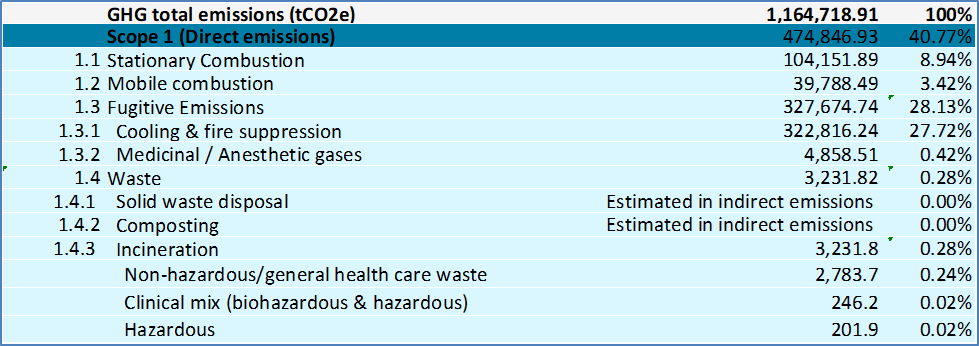 GHG total emissions (tCO2e) 1,164,718.91 100%
Scope 1 (Direct emissions) 474,846.93 40.77%
1.1 Stationary Combustion 104,151.89 8.94%
1.2 Mobile combustion 39,788.49 3.42%
1.3 Fugitive Emissions 327,674.74 28.13%
1.3.1 Cooling & fire suppression 322,816.24 27.72%
1.3.2 Medicinal / Anesthetic gases 4,858.51 0.42%
1.4 Waste 3,231.82 0.28%
1.4.1 Solid waste disposal Estimated in indirect emissions 0.00%
1.4.2 Composting Estimated in indirect emissions 0.00%
1.4.3 Incineration 3,231.8 0.28%
Non-hazardous/general health care waste 2,783.7 0.24%
Clinical mix (biohazardous & hazardous) 246.2 0.02%
Hazardous 201.9 0.02%